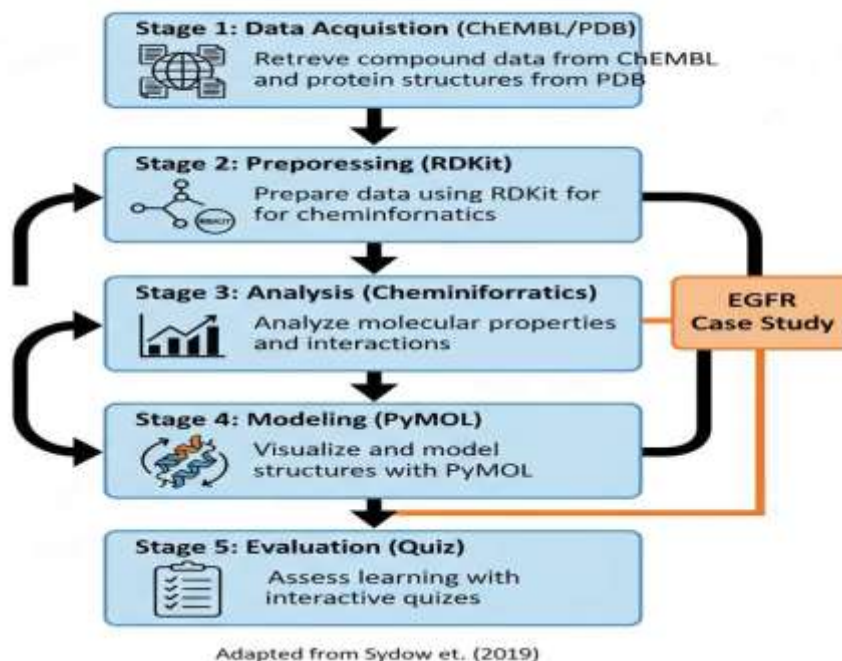 Stage 1: Data Acquistion (ChEMBL/PDB)
Retreve compound data from ChEMBL
and protein structures from PDB
Stage 2: Preporessing (RDKit)
Prepare data using RDKit for
for cheminfornatics
Stage 3: Analysis (Cheminiforratics)
Analyze molecular properties
and interactions
EGFR
Case Study
Stage 4: Modeling (PyMOL)
Visualize and model
structures with PyMOL
Stage 5: Evaluation (Quiz)
Assess learning with
interactive quizes
Adapted from Sydow et. (2019)